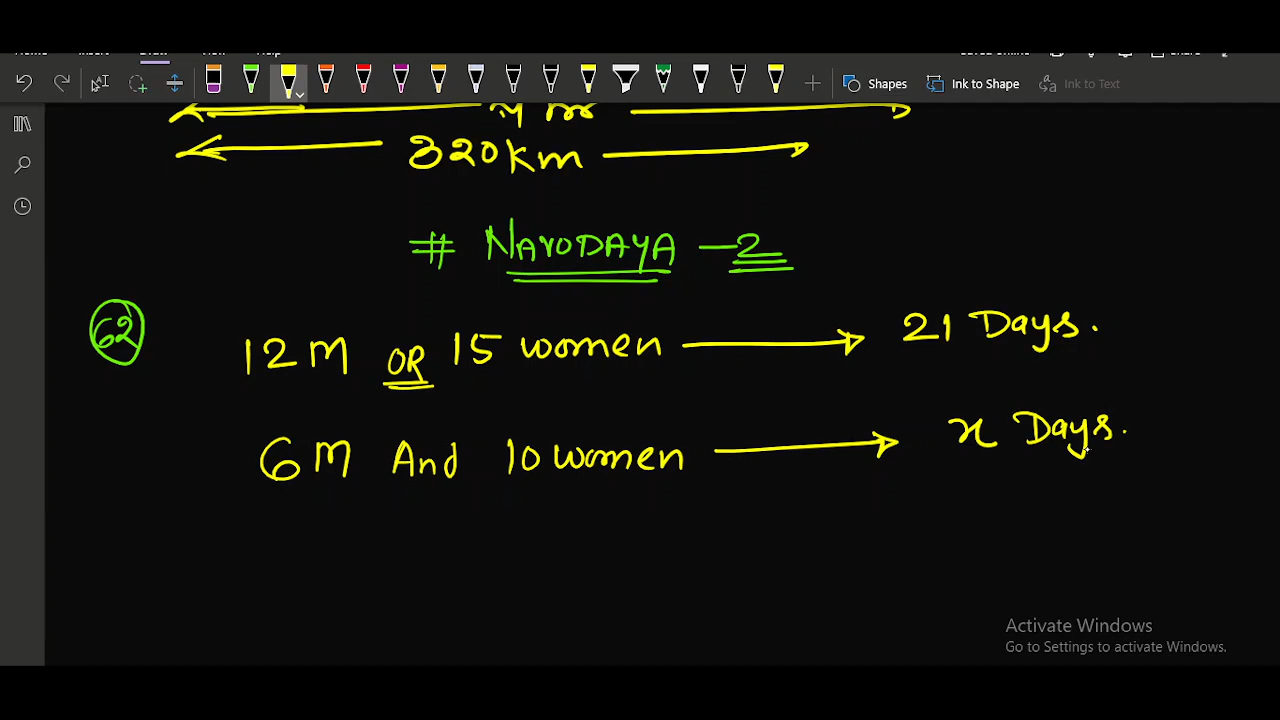 Shapes Ink to Shape Ink to Text
320km
# NAVODAYA - 2
62
12 M OR 15 women → 21 Days.
6 M And 10 women → x Days.
Activate Windows
Go to Settings to activate Windows.